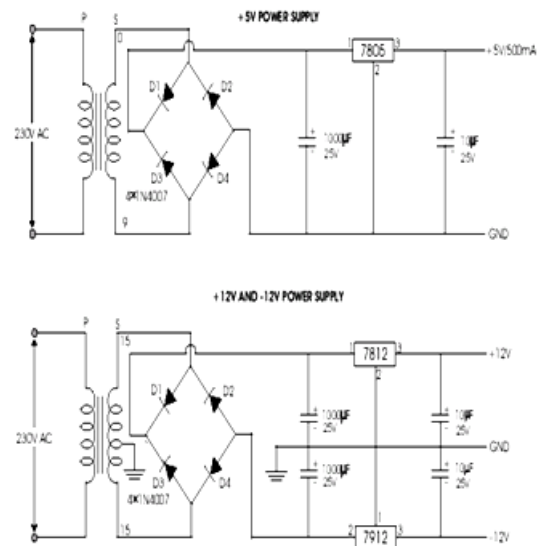 +5V POWER SUPPLY
P S
0
1 7805 3
2
+5V/500mA
D1 D2
230V AC
1000µF
25V
10µF
25V
D3 D4
4×1N4007
9
GND
+12V AND -12V POWER SUPPLY
P S
15
1 7812 3
2
+12V
D1 D2
1000µF
25V
10µF
25V
230V AC
GND
D3 D4
1000µF
25V
10µF
25V
4×1N4007
15
1
2 7912 3
-12V